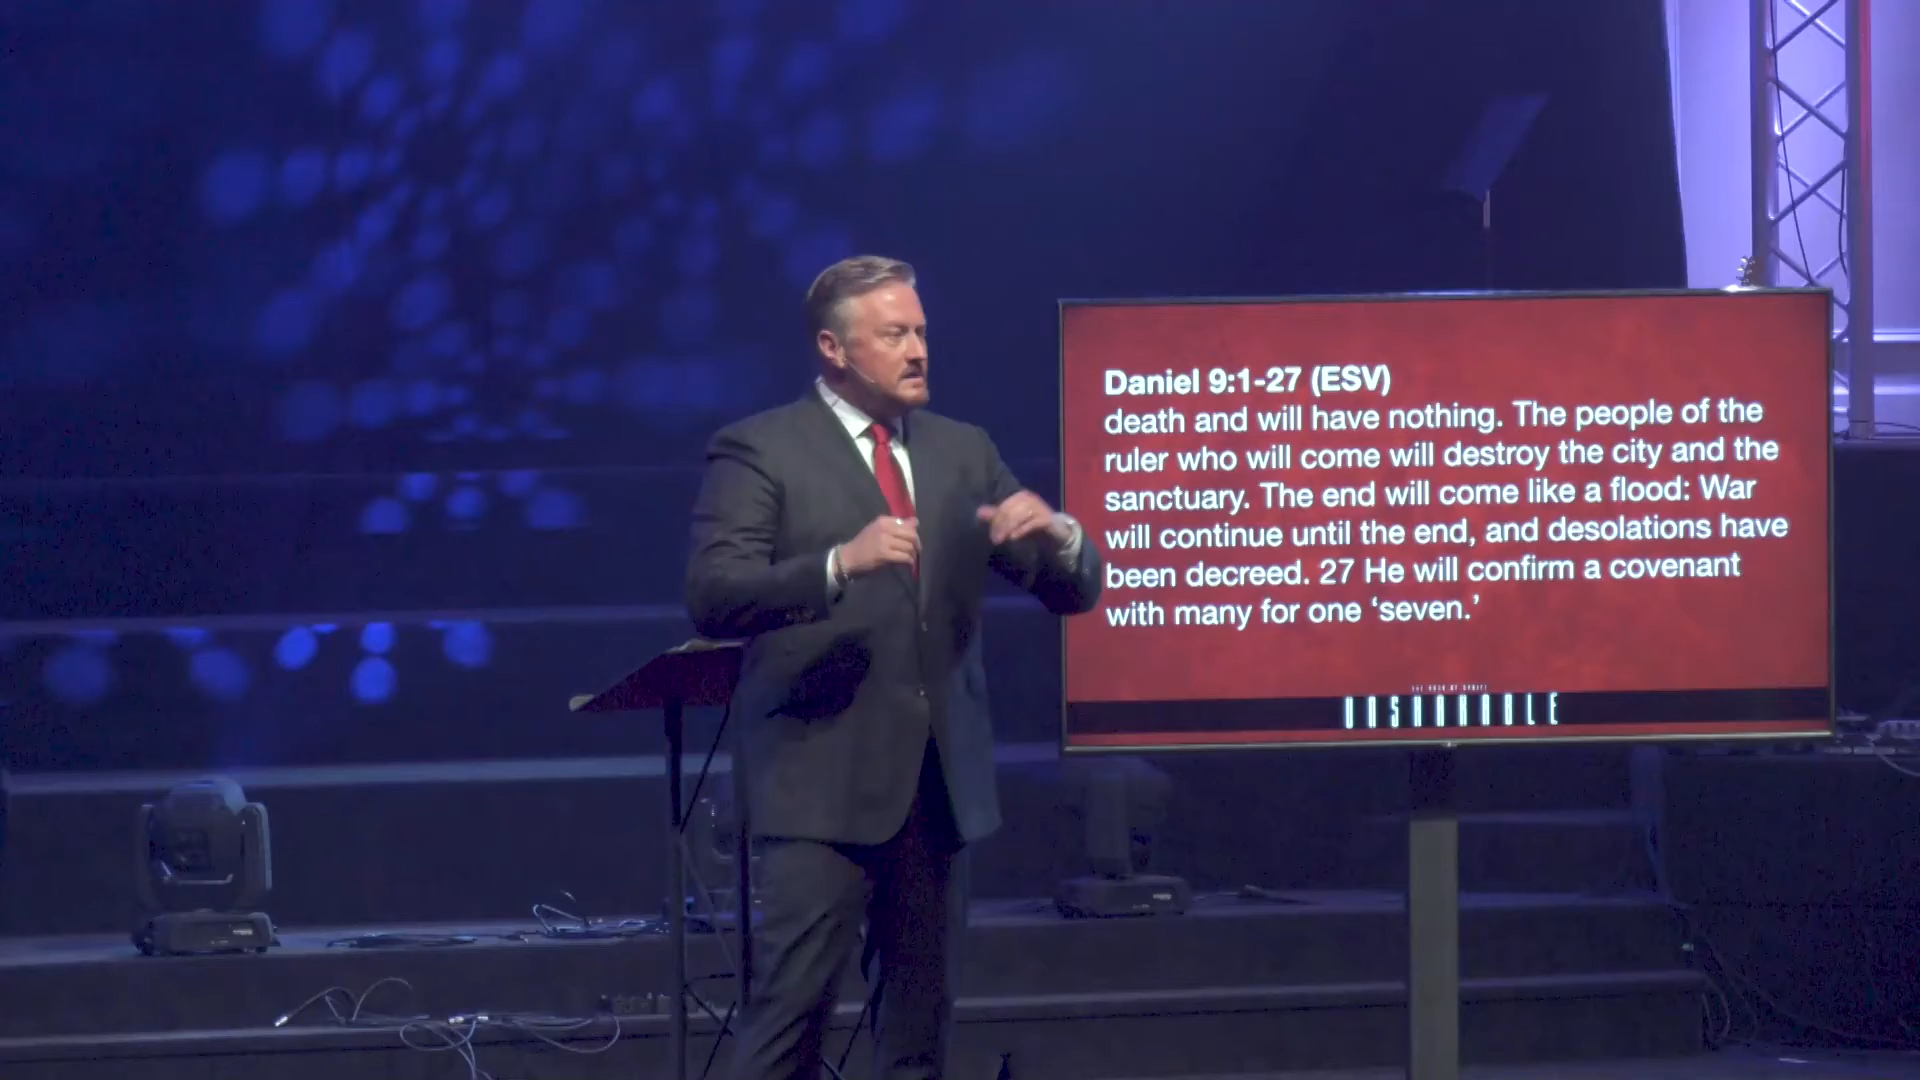 Daniel 9:1-27 (ESV)
death and will have nothing. The people of the
ruler who will come will destroy the city and the
sanctuary. The end will come like a flood: War
will continue until the end, and desolations have
been decreed. 27 He will confirm a covenant
with many for one ‘seven.’
UNSHAKABLE